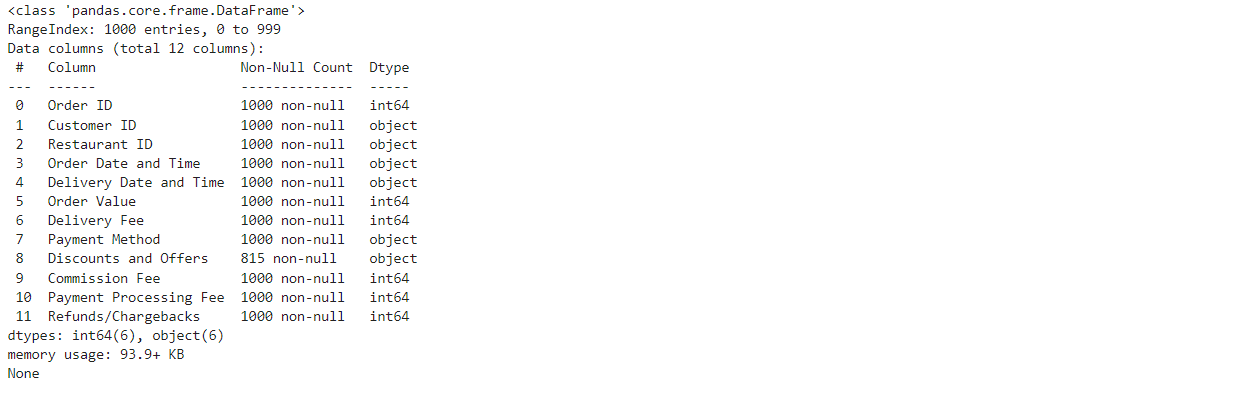 <class 'pandas.core.frame.DataFrame'>
RangeIndex: 1000 entries, 0 to 999
Data columns (total 12 columns):
 #   Column                  Non-Null Count  Dtype
---  ------                  --------------  -----
 0   Order ID                1000 non-null   int64
 1   Customer ID             1000 non-null   object
 2   Restaurant ID           1000 non-null   object
 3   Order Date and Time     1000 non-null   object
 4   Delivery Date and Time  1000 non-null   object
 5   Order Value             1000 non-null   int64
 6   Delivery Fee            1000 non-null   int64
 7   Payment Method          1000 non-null   object
 8   Discounts and Offers    815 non-null    object
 9   Commission Fee          1000 non-null   int64
 10  Payment Processing Fee  1000 non-null   int64
 11  Refunds/Chargebacks     1000 non-null   int64
dtypes: int64(6), object(6)
memory usage: 93.9+ KB
None